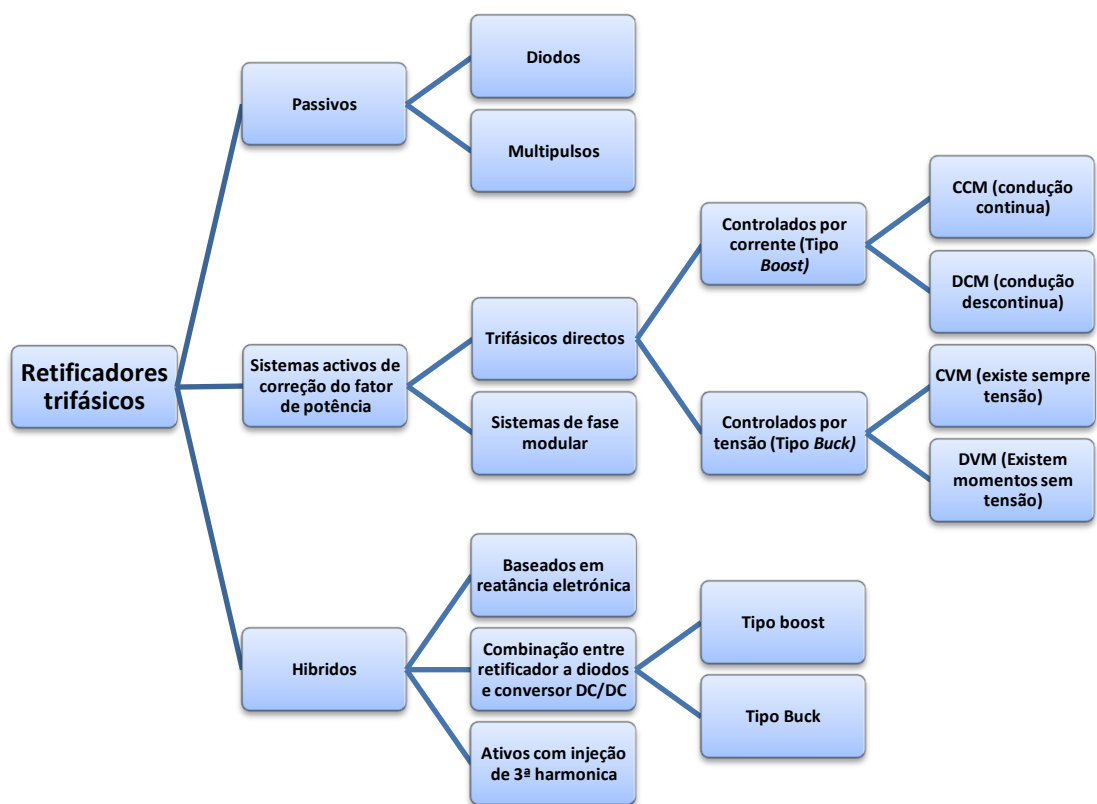 Retificadores
trifásicos
Passivos
Diodos
Multipulsos
Sistemas activos de
correção do fator
de potência
Trifásicos directos
Controlados por
corrente (Tipo
Boost)
CCM (condução
continua)
DCM (condução
descontinua)
Controlados por
tensão (Tipo Buck)
CVM (existe sempre
tensão)
DVM (Existem
momentos sem
tensão)
Sistemas de fase
modular
Hibridos
Baseados em
reatância eletrónica
Combinação entre
retificador a diodos
e conversor DC/DC
Tipo boost
Tipo Buck
Ativos com injeção
de 3ª harmonica